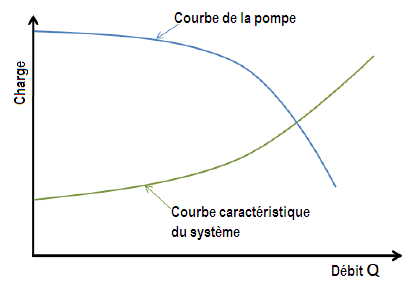 Courbe de la pompe
Charge
Courbe caractéristique
du système
Débit Q